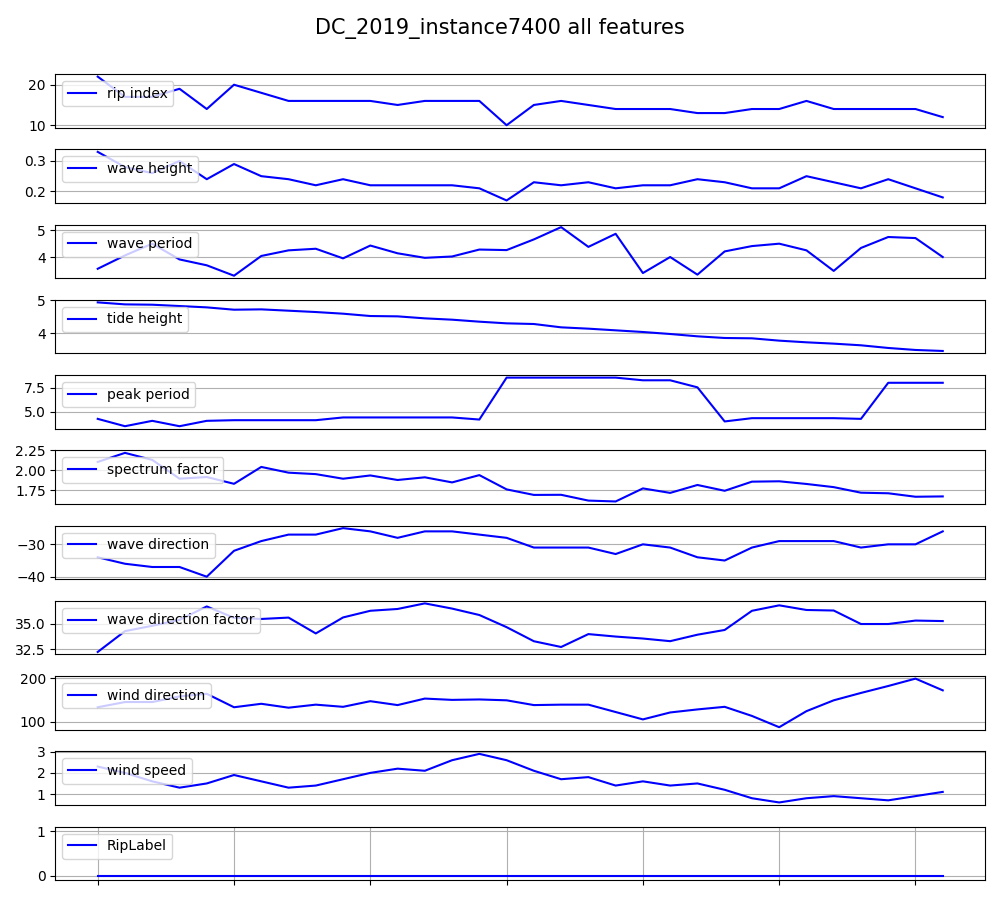 DC_2019_instance7400 all features
20
10
rip index
0.3
0.2
wave height
5
4
wave period
5
4
tide height
7.5
5.0
peak period
2.25
2.00
1.75
spectrum factor
−30
−40
wave direction
35.0
32.5
wave direction factor
200
100
wind direction
3
2
1
wind speed
1
0
RipLabel